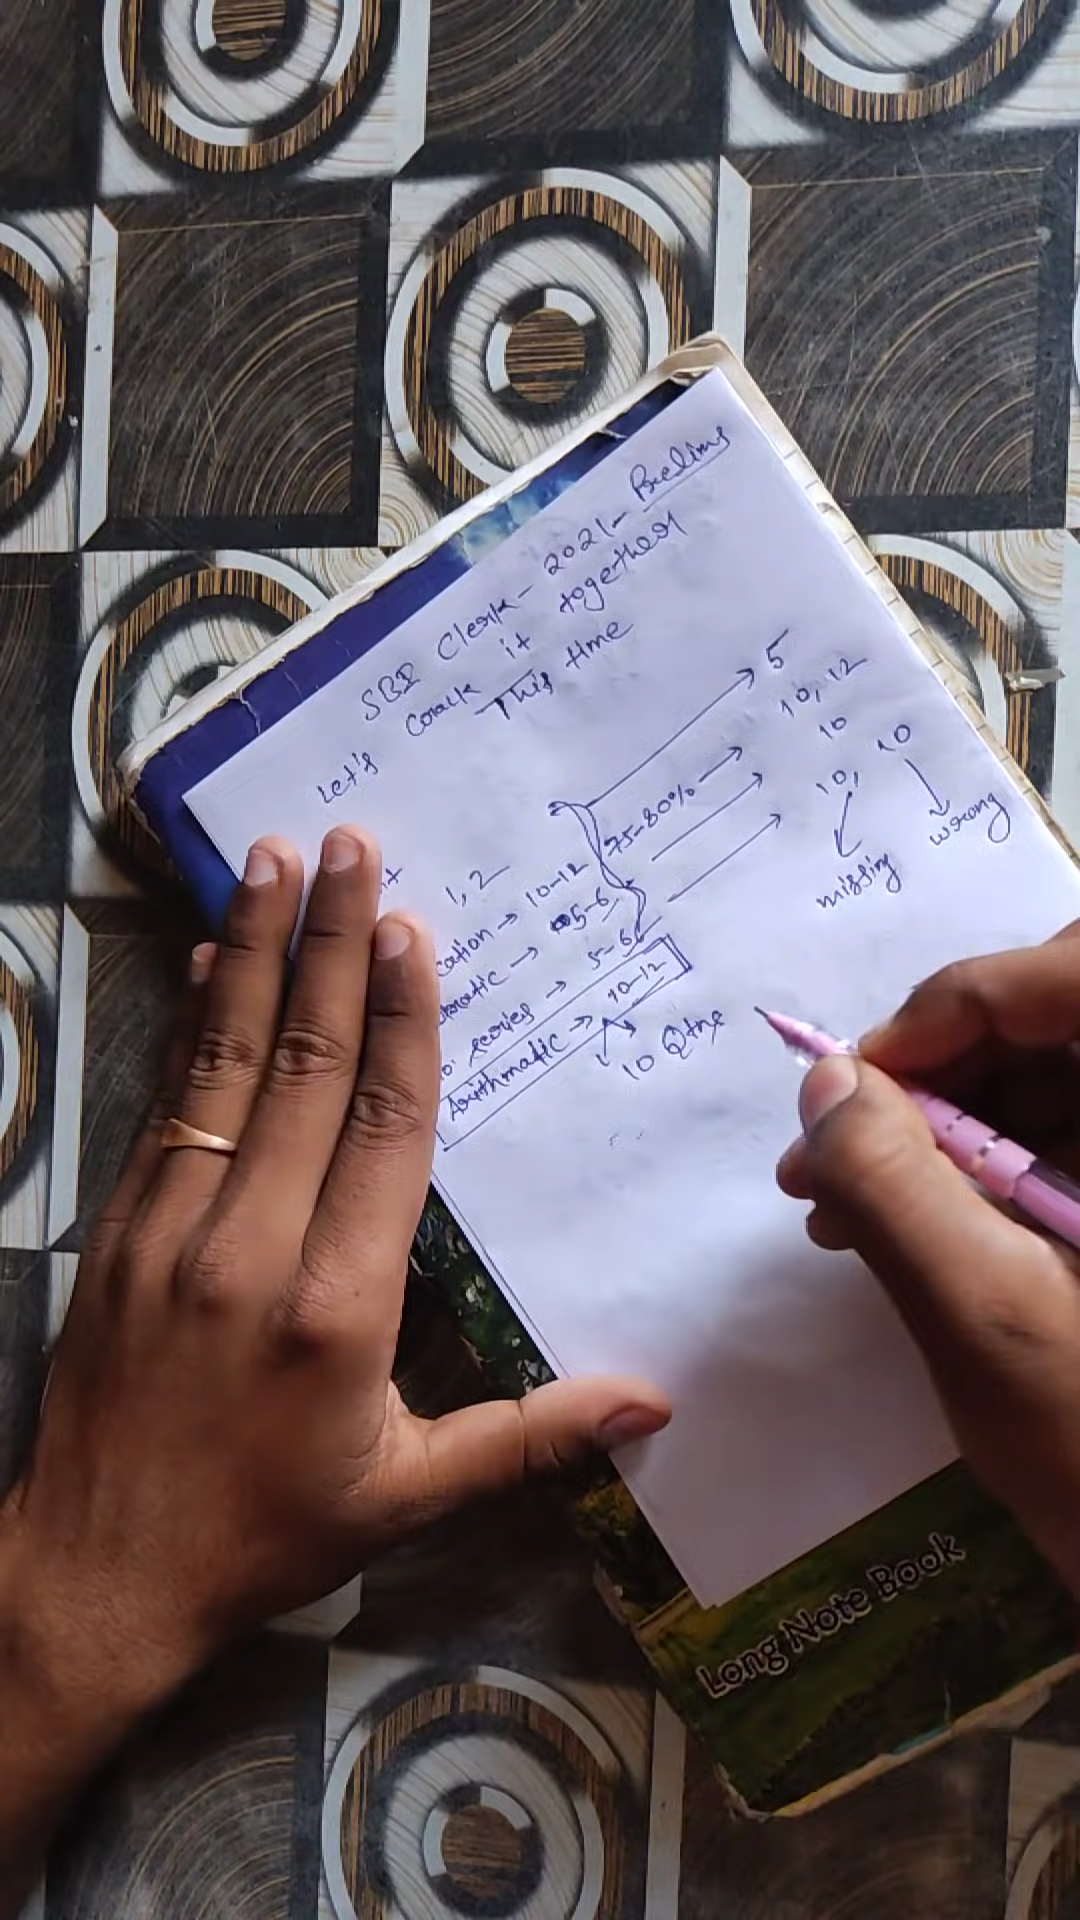 SBI Clerk - 2021 - Prelims
Let's crack it together
This time
1, 2
cation → 10-12
→ 5-6
series → 5-6
Arithmatic → 10-12
10 Qtns
75-80%
5
10, 12
10
10, 10
missing
wrong
Long Note Book